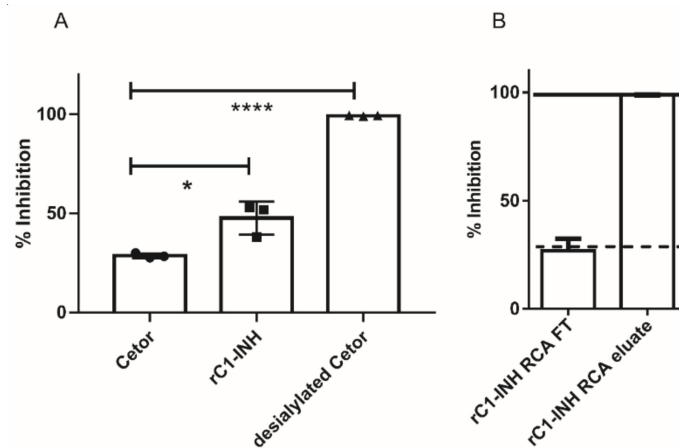 A
% Inhibition
100
50
0
****
*
Cetor
rC1-INH
desialylated Cetor
B
% Inhibition
100
50
0
rC1-INH RCA FT
rC1-INH RCA eluate